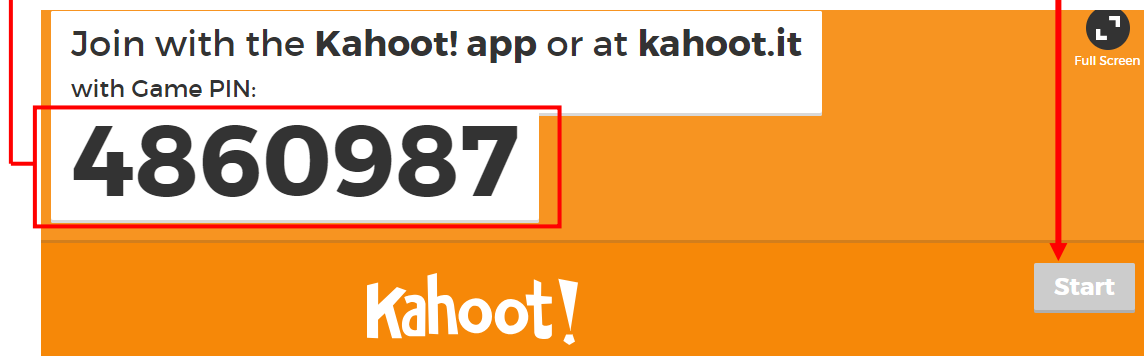 Join with the Kahoot! app or at kahoot.it
Full Screen
with Game PIN:
4860987
Start
Kahoot!